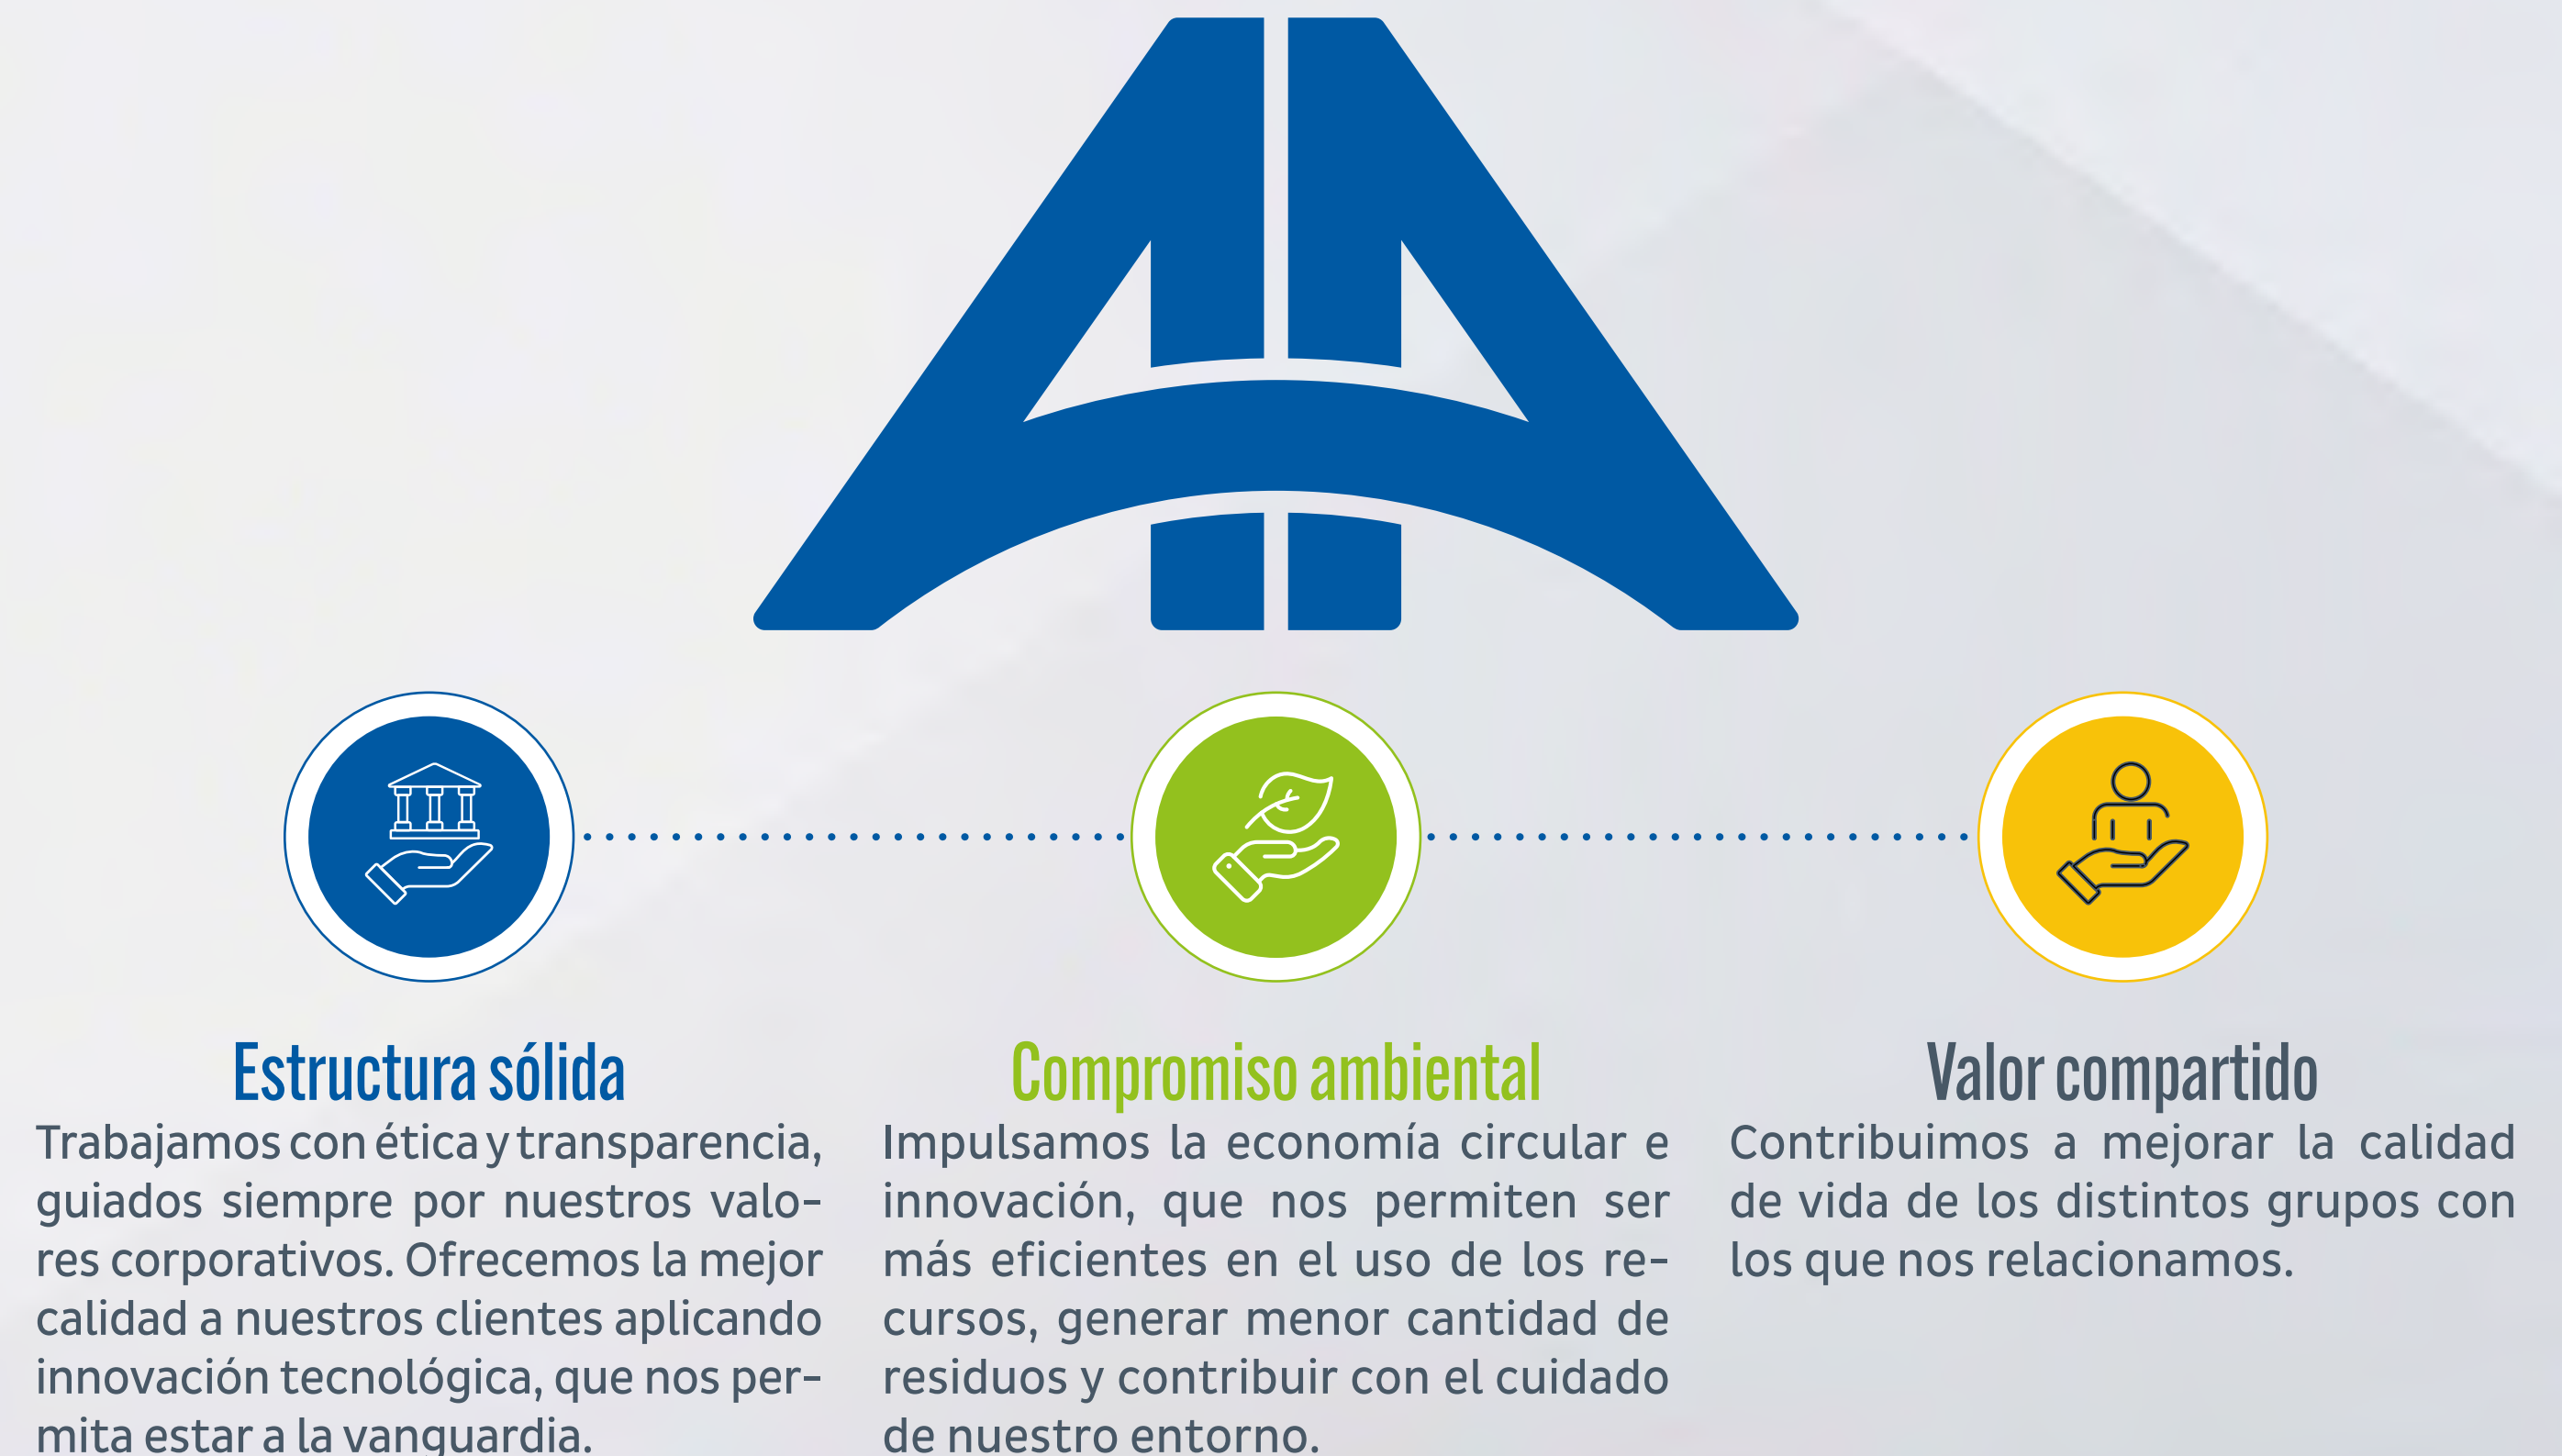 Estructura sólida
Trabajamos con ética y transparencia,
guiados siempre por nuestros valo-
res corporativos. Ofrecemos la mejor
calidad a nuestros clientes aplicando
innovación tecnológica, que nos per-
mita estar a la vanguardia.
Compromiso ambiental
Impulsamos la economía circular e
innovación, que nos permiten ser
más eficientes en el uso de los re-
cursos, generar menor cantidad de
residuos y contribuir con el cuidado
de nuestro entorno.
Valor compartido
Contribuimos a mejorar la calidad
de vida de los distintos grupos con
los que nos relacionamos.